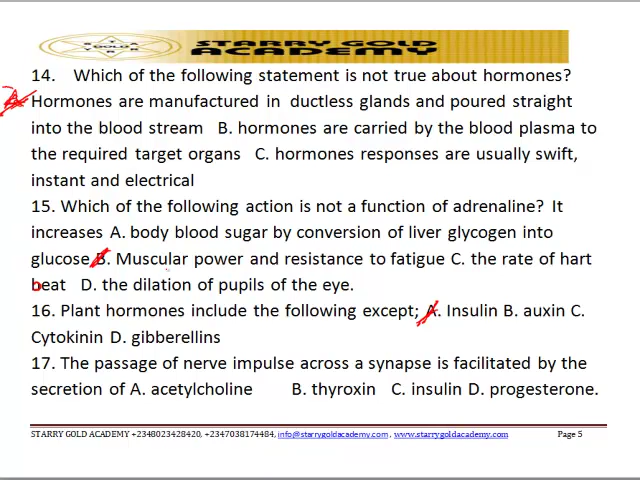 STARRY GOLD
ACADEMY
14. Which of the following statement is not true about hormones?
A. Hormones are manufactured in ductless glands and poured straight
into the blood stream B. hormones are carried by the blood plasma to
the required target organs C. hormones responses are usually swift,
instant and electrical
15. Which of the following action is not a function of adrenaline? It
increases A. body blood sugar by conversion of liver glycogen into
glucose B. Muscular power and resistance to fatigue C. the rate of hart
beat D. the dilation of pupils of the eye.
16. Plant hormones include the following except; A. Insulin B. auxin C.
Cytokinin D. gibberellins
17. The passage of nerve impulse across a synapse is facilitated by the
secretion of A. acetylcholine B. thyroxin C. insulin D. progesterone.
STARRY GOLD ACADEMY +2348023428420, +2347038174484, info@starrygoldacademy.com , www.starrygoldacademy.com Page 5